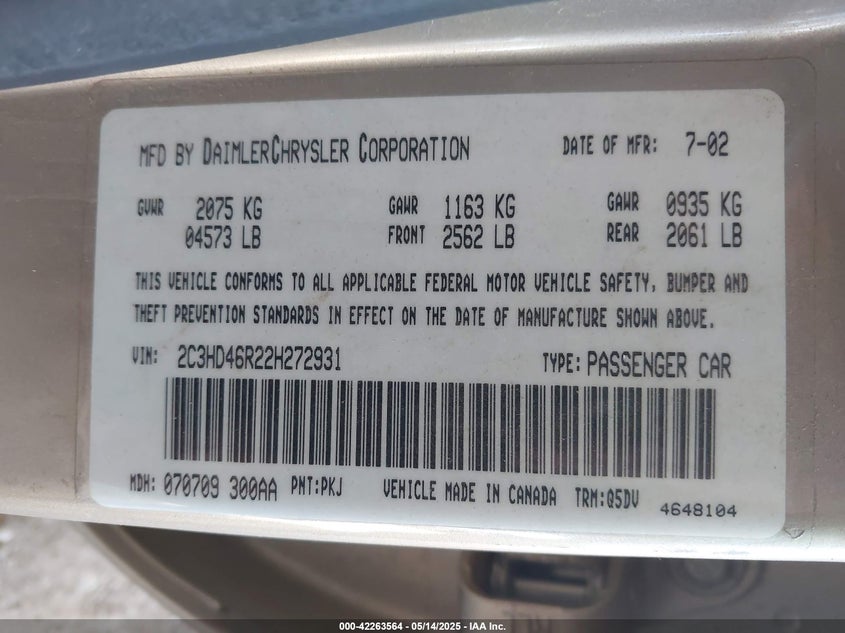 MFD BY DAIMLERCHRYSLER CORPORATION DATE OF MFR: 7-02
GVWR 2075 KG GAWR 1163 KG GAWR 0935 KG
04573 LB FRONT 2562 LB REAR 2061 LB
THIS VEHICLE CONFORMS TO ALL APPLICABLE FEDERAL MOTOR VEHICLE SAFETY, BUMPER AND
THEFT PREVENTION STANDARDS IN EFFECT ON THE DATE OF MANUFACTURE SHOWN ABOVE.
VIN: 2C3HD46R22H272931 TYPE: PASSENGER CAR
MDH: 070709 300AA PNT:PKJ VEHICLE MADE IN CANADA TRM:Q5DV 4648104
000-42263564 | 05/14/2025 - IAA Inc.